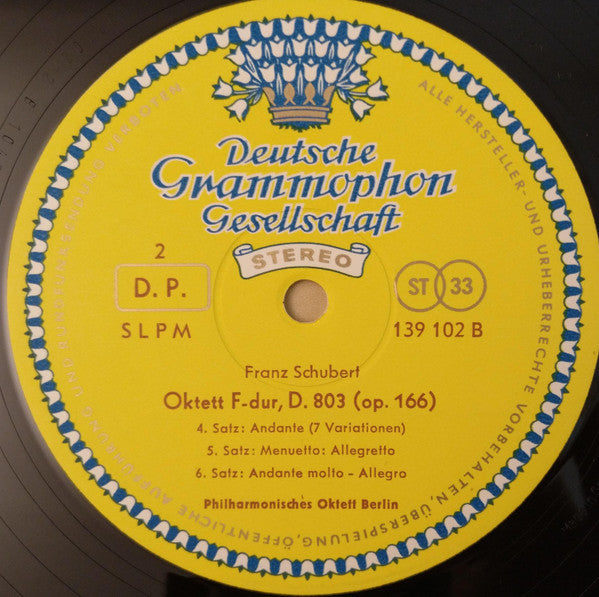 Deutsche
Grammophon
Gesellschaft
STEREO
2
D. P.
SLPM
ST 33
139 102 B
Franz Schubert
Oktett F-dur, D. 803 (op. 166)
4. Satz: Andante (7 Variationen)
5. Satz: Menuetto: Allegretto
6. Satz: Andante molto - Allegro
Philharmonisches Oktett Berlin
ALLE HERSTELLER- UND URHEBERRECHTE VORBEHALTEN, ÜBERSPIELUNG, ÖFFENTLICHE AUFFÜHRUNG UND RUNDFUNKSENDUNG VERBOTEN